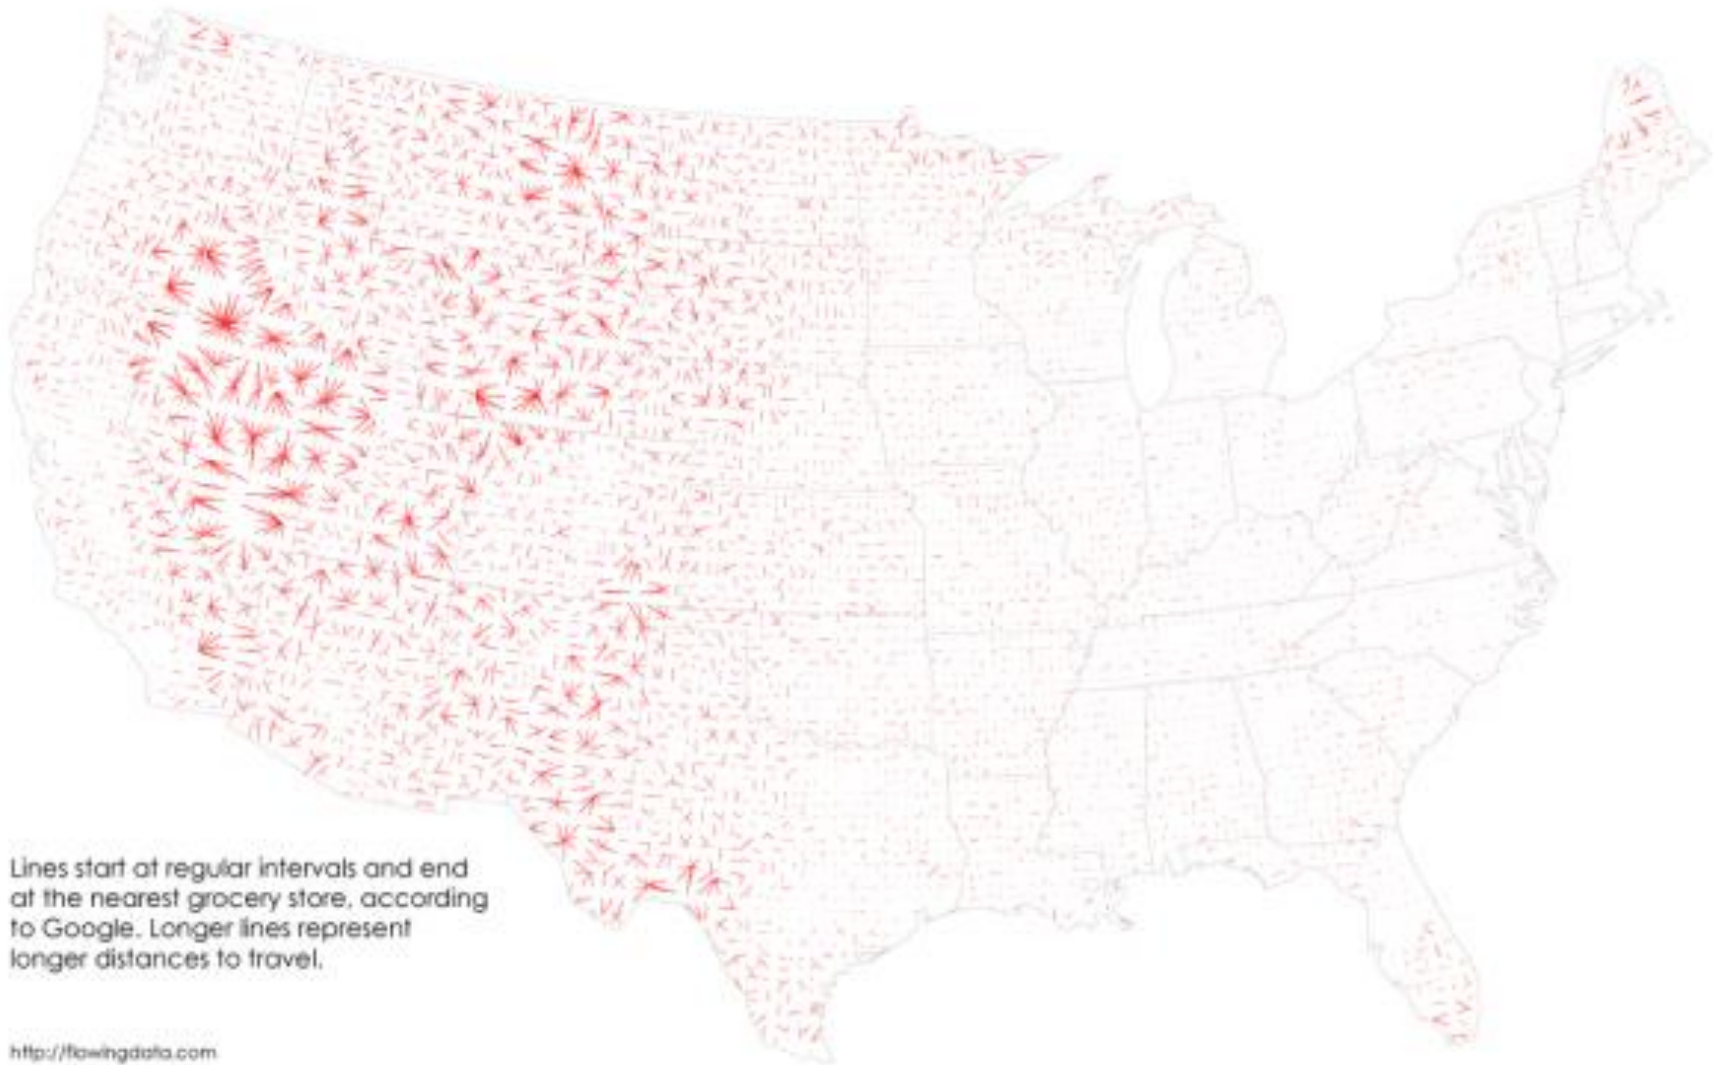 Lines start at regular intervals and end
at the nearest grocery store, according
to Google. Longer lines represent
longer distances to travel.
http://flowingdata.com